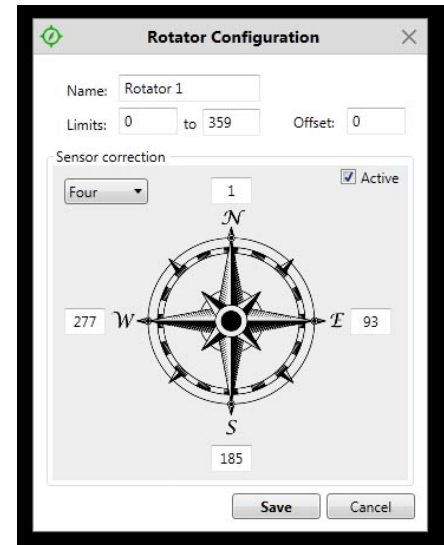 Rotator Configuration
Name: Rotator 1
Limits: 0 to 359 Offset: 0
Sensor correction
Four 1 Active
N
277 W E 93
S
185
Save Cancel